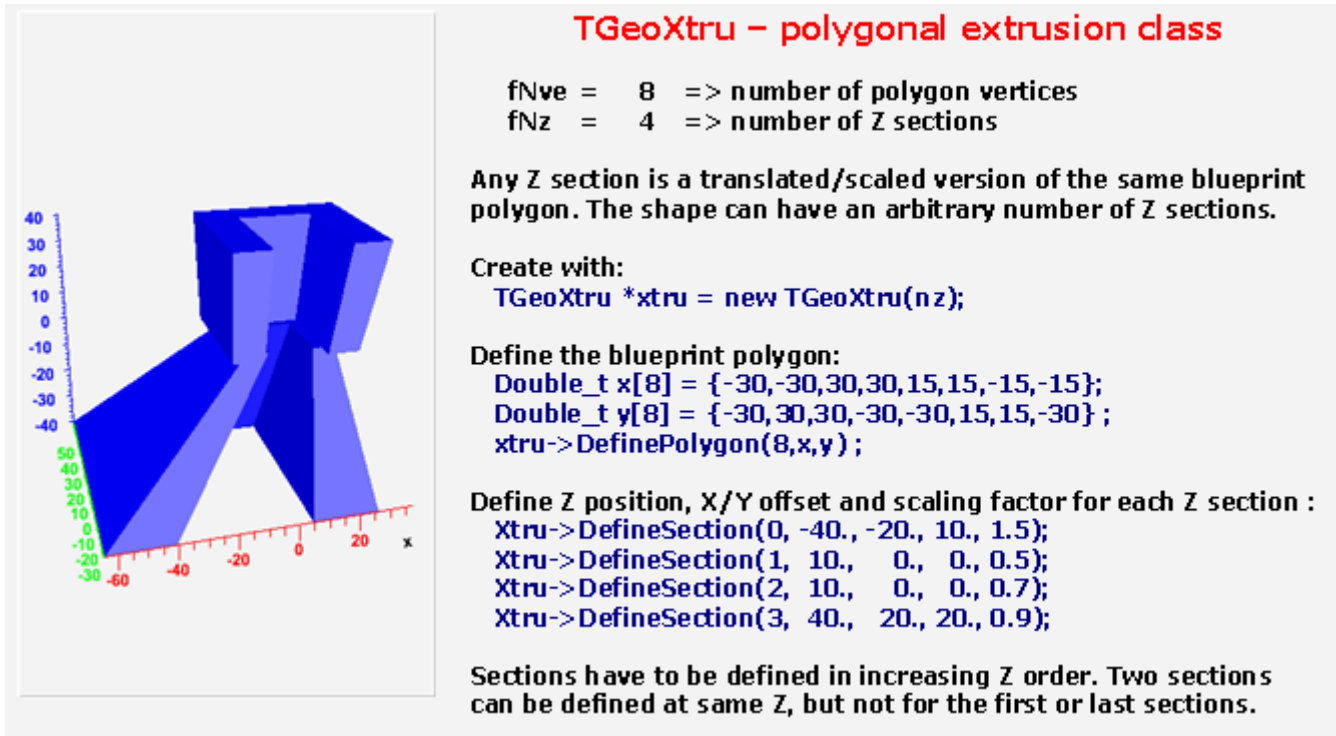 TGeoXtru – polygonal extrusion class
fNve = 8 => number of polygon vertices
fNz = 4 => number of Z sections
Any Z section is a translated/scaled version of the same blueprint
polygon. The shape can have an arbitrary number of Z sections.
Create with:
TGeoXtru *xtru = new TGeoXtru(nz);
Define the blueprint polygon:
Double_t x[8] = {-30,-30,30,30,15,15,-15,-15};
Double_t y[8] = {-30,30,30,-30,-30,15,15,-30} ;
xtru->DefinePolygon(8,x,y) ;
Define Z position, X/Y offset and scaling factor for each Z section :
Xtru->DefineSection(0, -40., -20., 10., 1.5);
Xtru->DefineSection(1, 10., 0., 0., 0.5);
Xtru->DefineSection(2, 10., 0., 0., 0.7);
Xtru->DefineSection(3, 40., 20., 20., 0.9);
Sections have to be defined in increasing Z order. Two sections
can be defined at same Z, but not for the first or last sections.
40
30
20
10
0
-10
-20
-30
-40
50
40
30
20
10
0
-10
-20
-30
-60
-40
-20
0
20
x